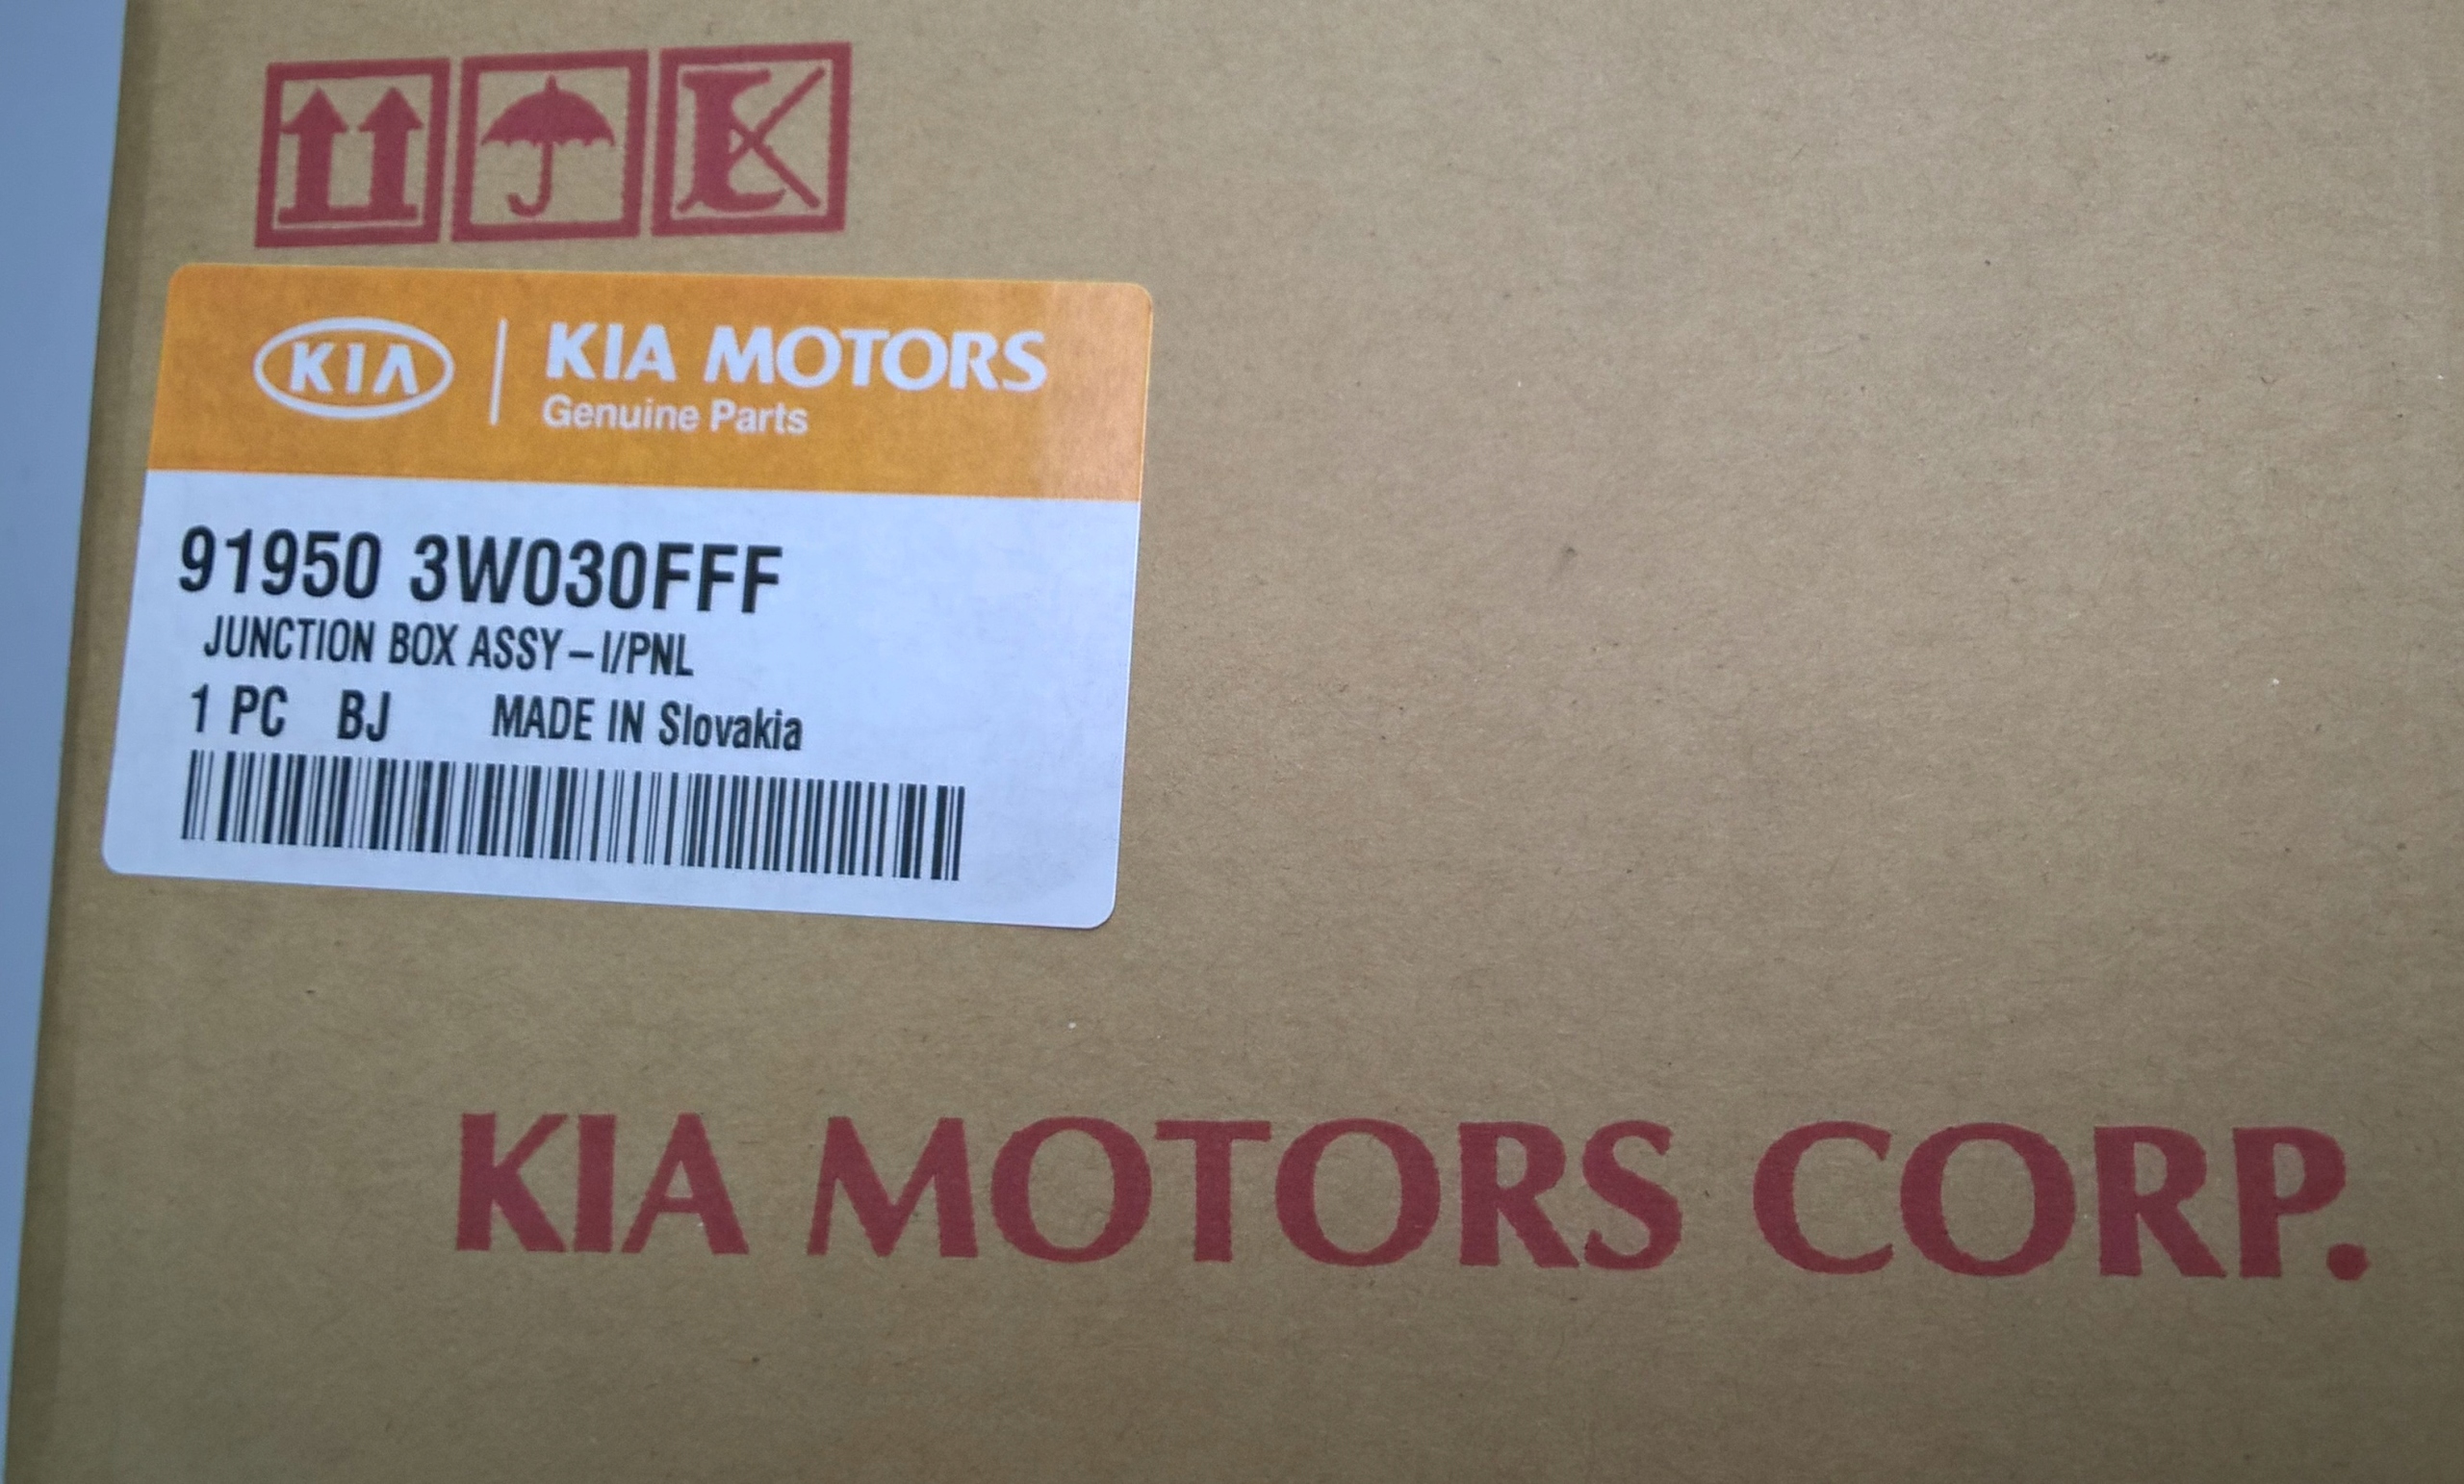 KIA
KIA MOTORS
Genuine Parts
91950 3W030FFF
JUNCTION BOX ASSY-I/PNL
1 PC BJ MADE IN Slovakia
KIA MOTORS CORP.